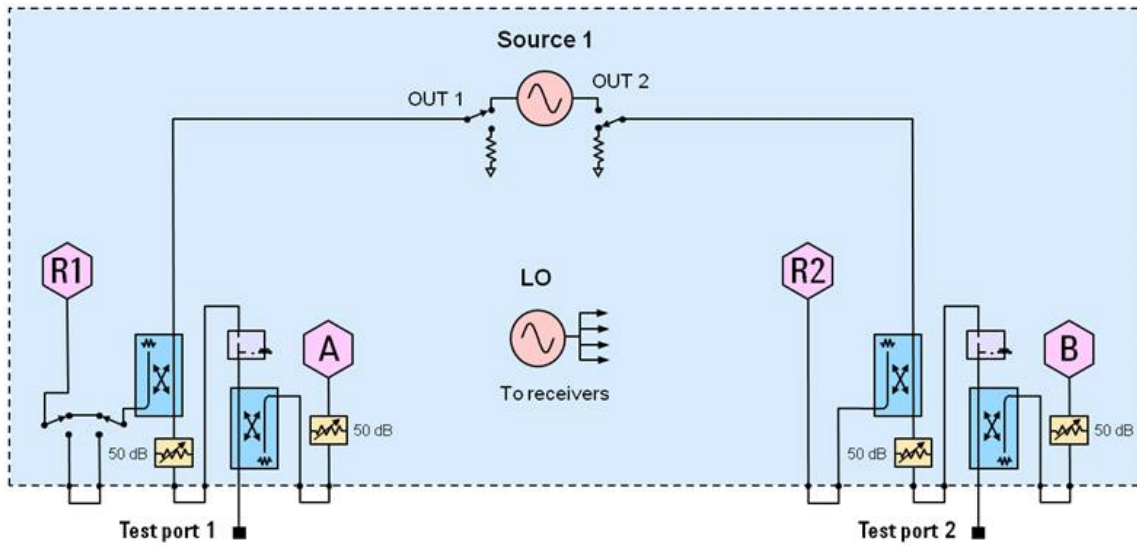 Source 1
OUT 1
OUT 2
R1
R2
LO
A
B
To receivers
50 dB
50 dB
50 dB
50 dB
Test port 1
Test port 2